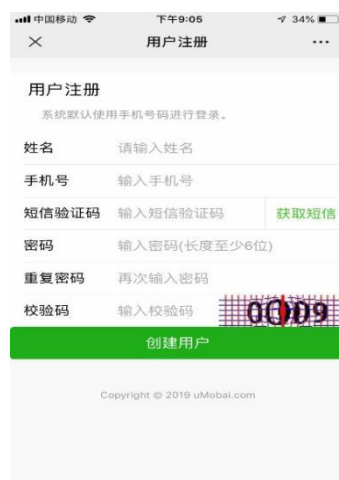 中国移动 下午9:05 34%
用户注册
用户注册
系统默认使用手机号码进行登录。
姓名 请输入姓名
手机号 输入手机号
短信验证码 输入短信验证码 获取短信
密码 输入密码(长度至少6位)
重复密码 再次输入密码
校验码 输入校验码 0009
创建用户
Copyright © 2019 uMobai.com